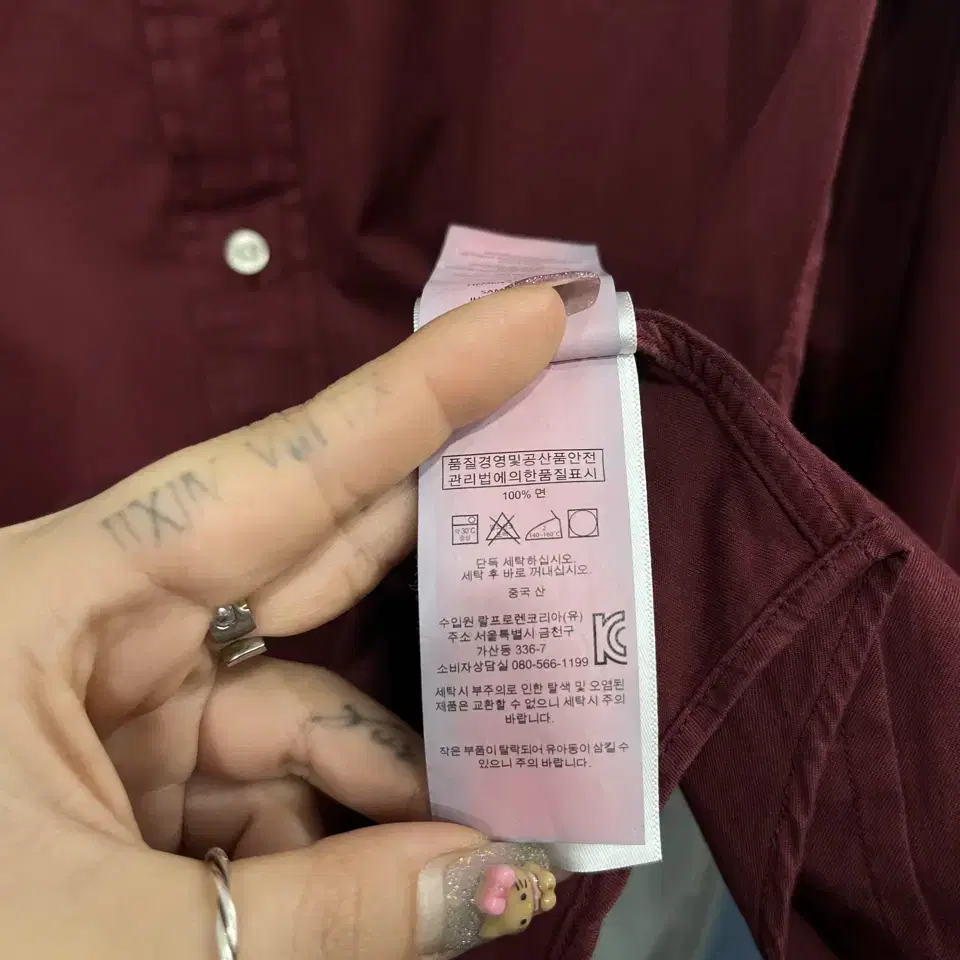 품질경영및공산품안전
관리법에의한품질표시
100% 면
약 30℃
중성
140~160℃
단독 세탁하십시오.
세탁 후 바로 꺼내십시오
중국 산
수입원 랄프로렌코리아(유)
주소 서울특별시 금천구
가산동 336-7
소비자상담실 080-566-1199
세탁시 부주의로 인한 탈색 및 오염된
제품은 교환할 수 없으니 세탁시 주의
바랍니다.
작은 부품이 탈락되어 유아동이 삼킬 수
있으니 주의 바랍니다.